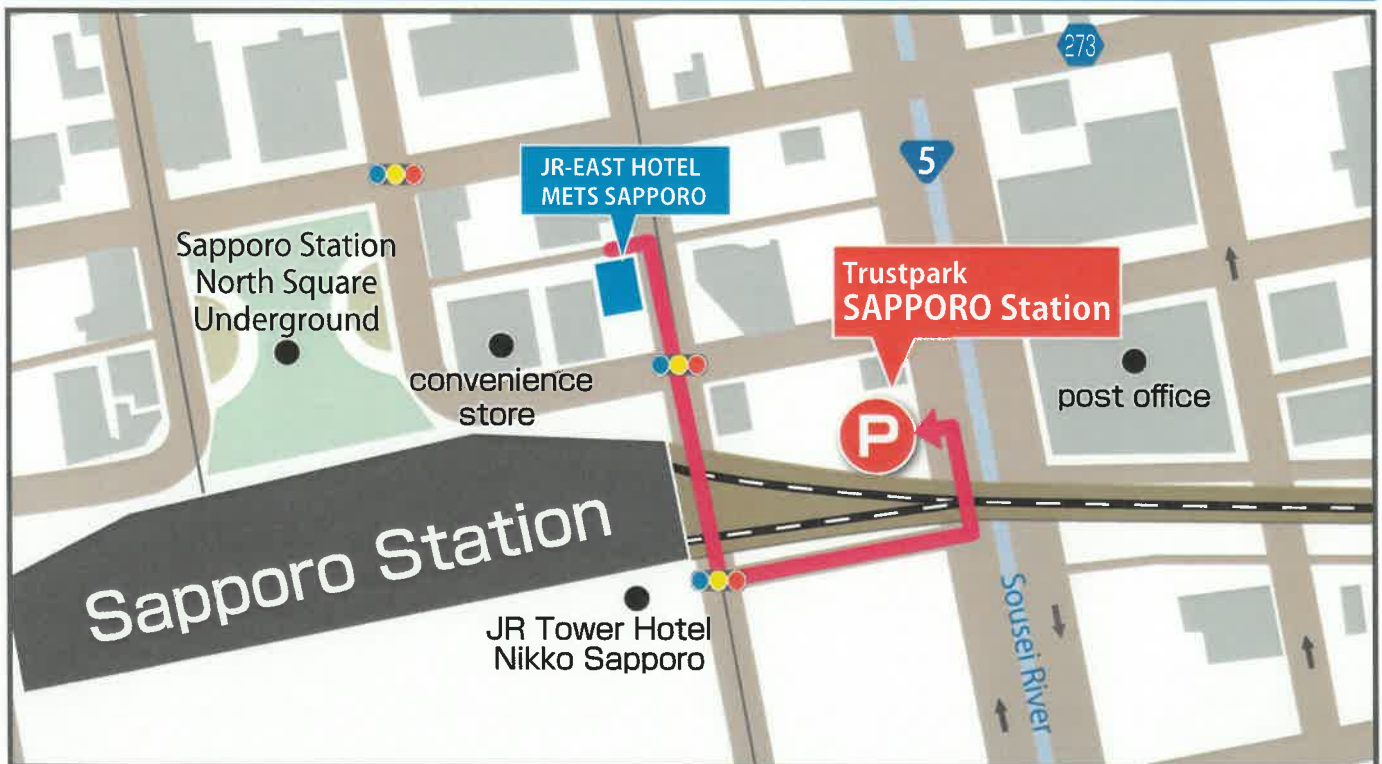 273
5
JR-EAST HOTEL
METS SAPPORO
Sapporo Station
North Square
Underground
Trustpark
SAPPORO Station
convenience
store
post office
P
Sapporo Station
JR Tower Hotel
Nikko Sapporo
Sousei River